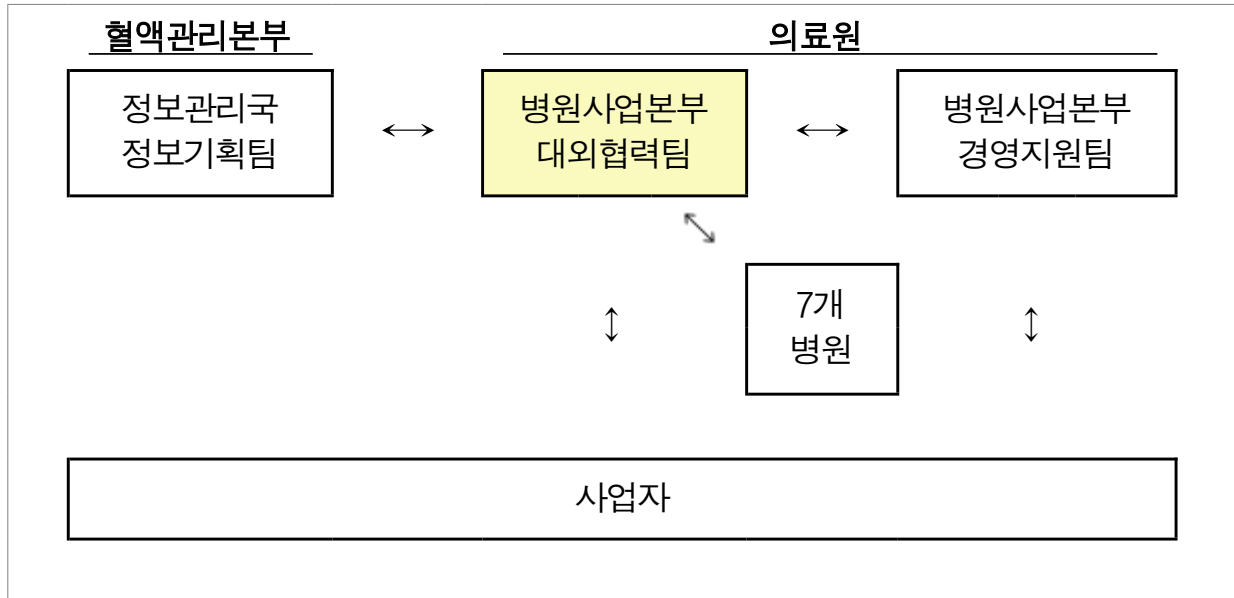 혈액관리본부
의료원
정보관리국
정보기획팀
↔
병원사업본부
대외협력팀
↔
병원사업본부
경영지원팀
⤡
↕
7개
병원
↕
사업자